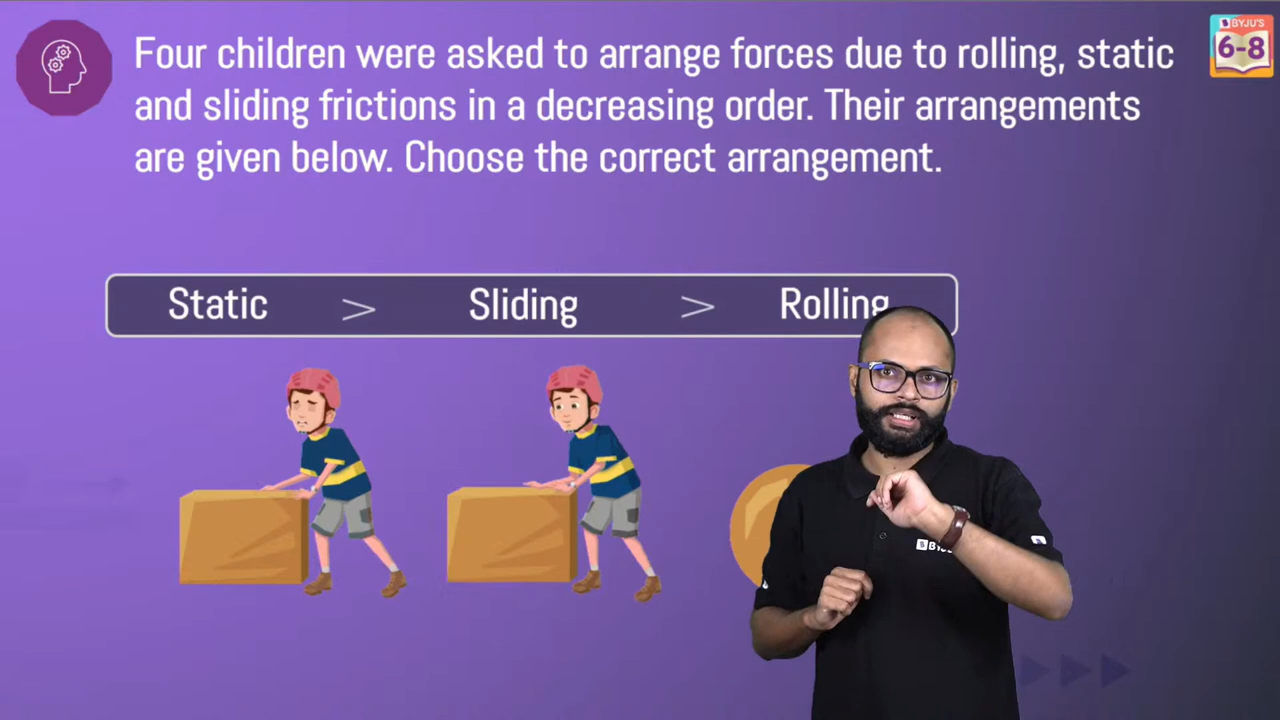 Four children were asked to arrange forces due to rolling, static
and sliding frictions in a decreasing order. Their arrangements
are given below. Choose the correct arrangement.
BYJU'S
6-8
Static > Sliding > Rolling